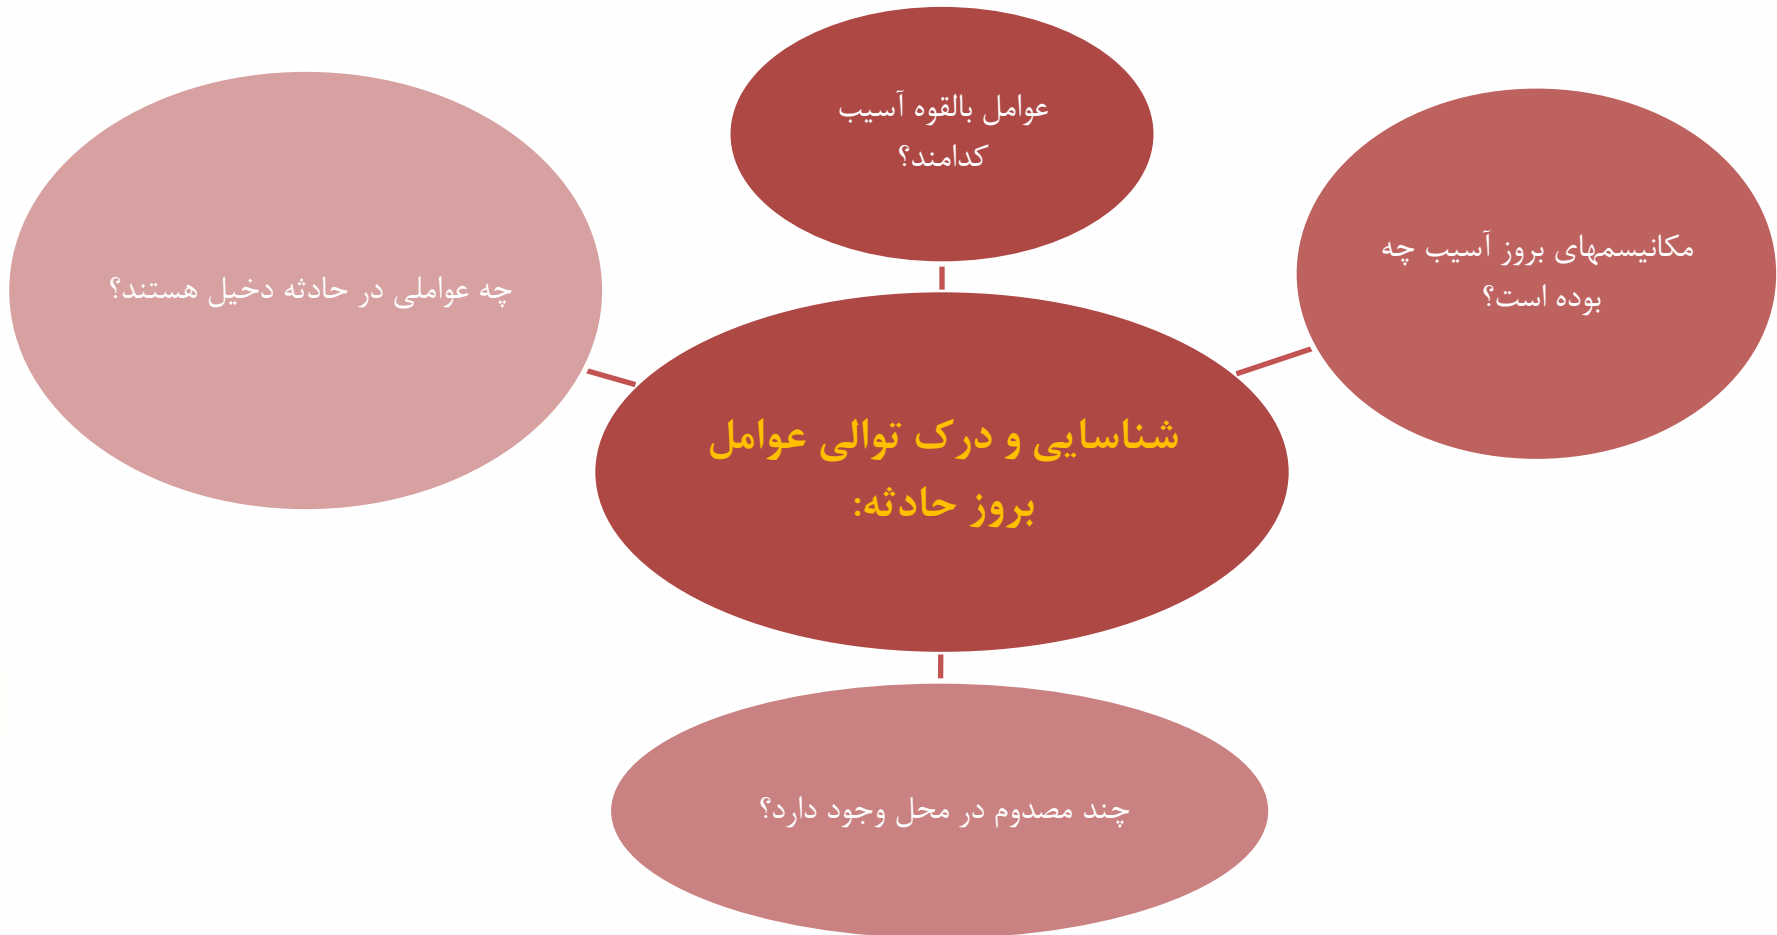 عوامل بالقوه آسیب
کدامند؟
مکانیسمهای بروز آسیب چه
بوده است؟
چه عواملی در حادثه دخیل هستند؟
شناسایی و درک توالی عوامل
بروز حادثه:
چند مصدوم در محل وجود دارد؟